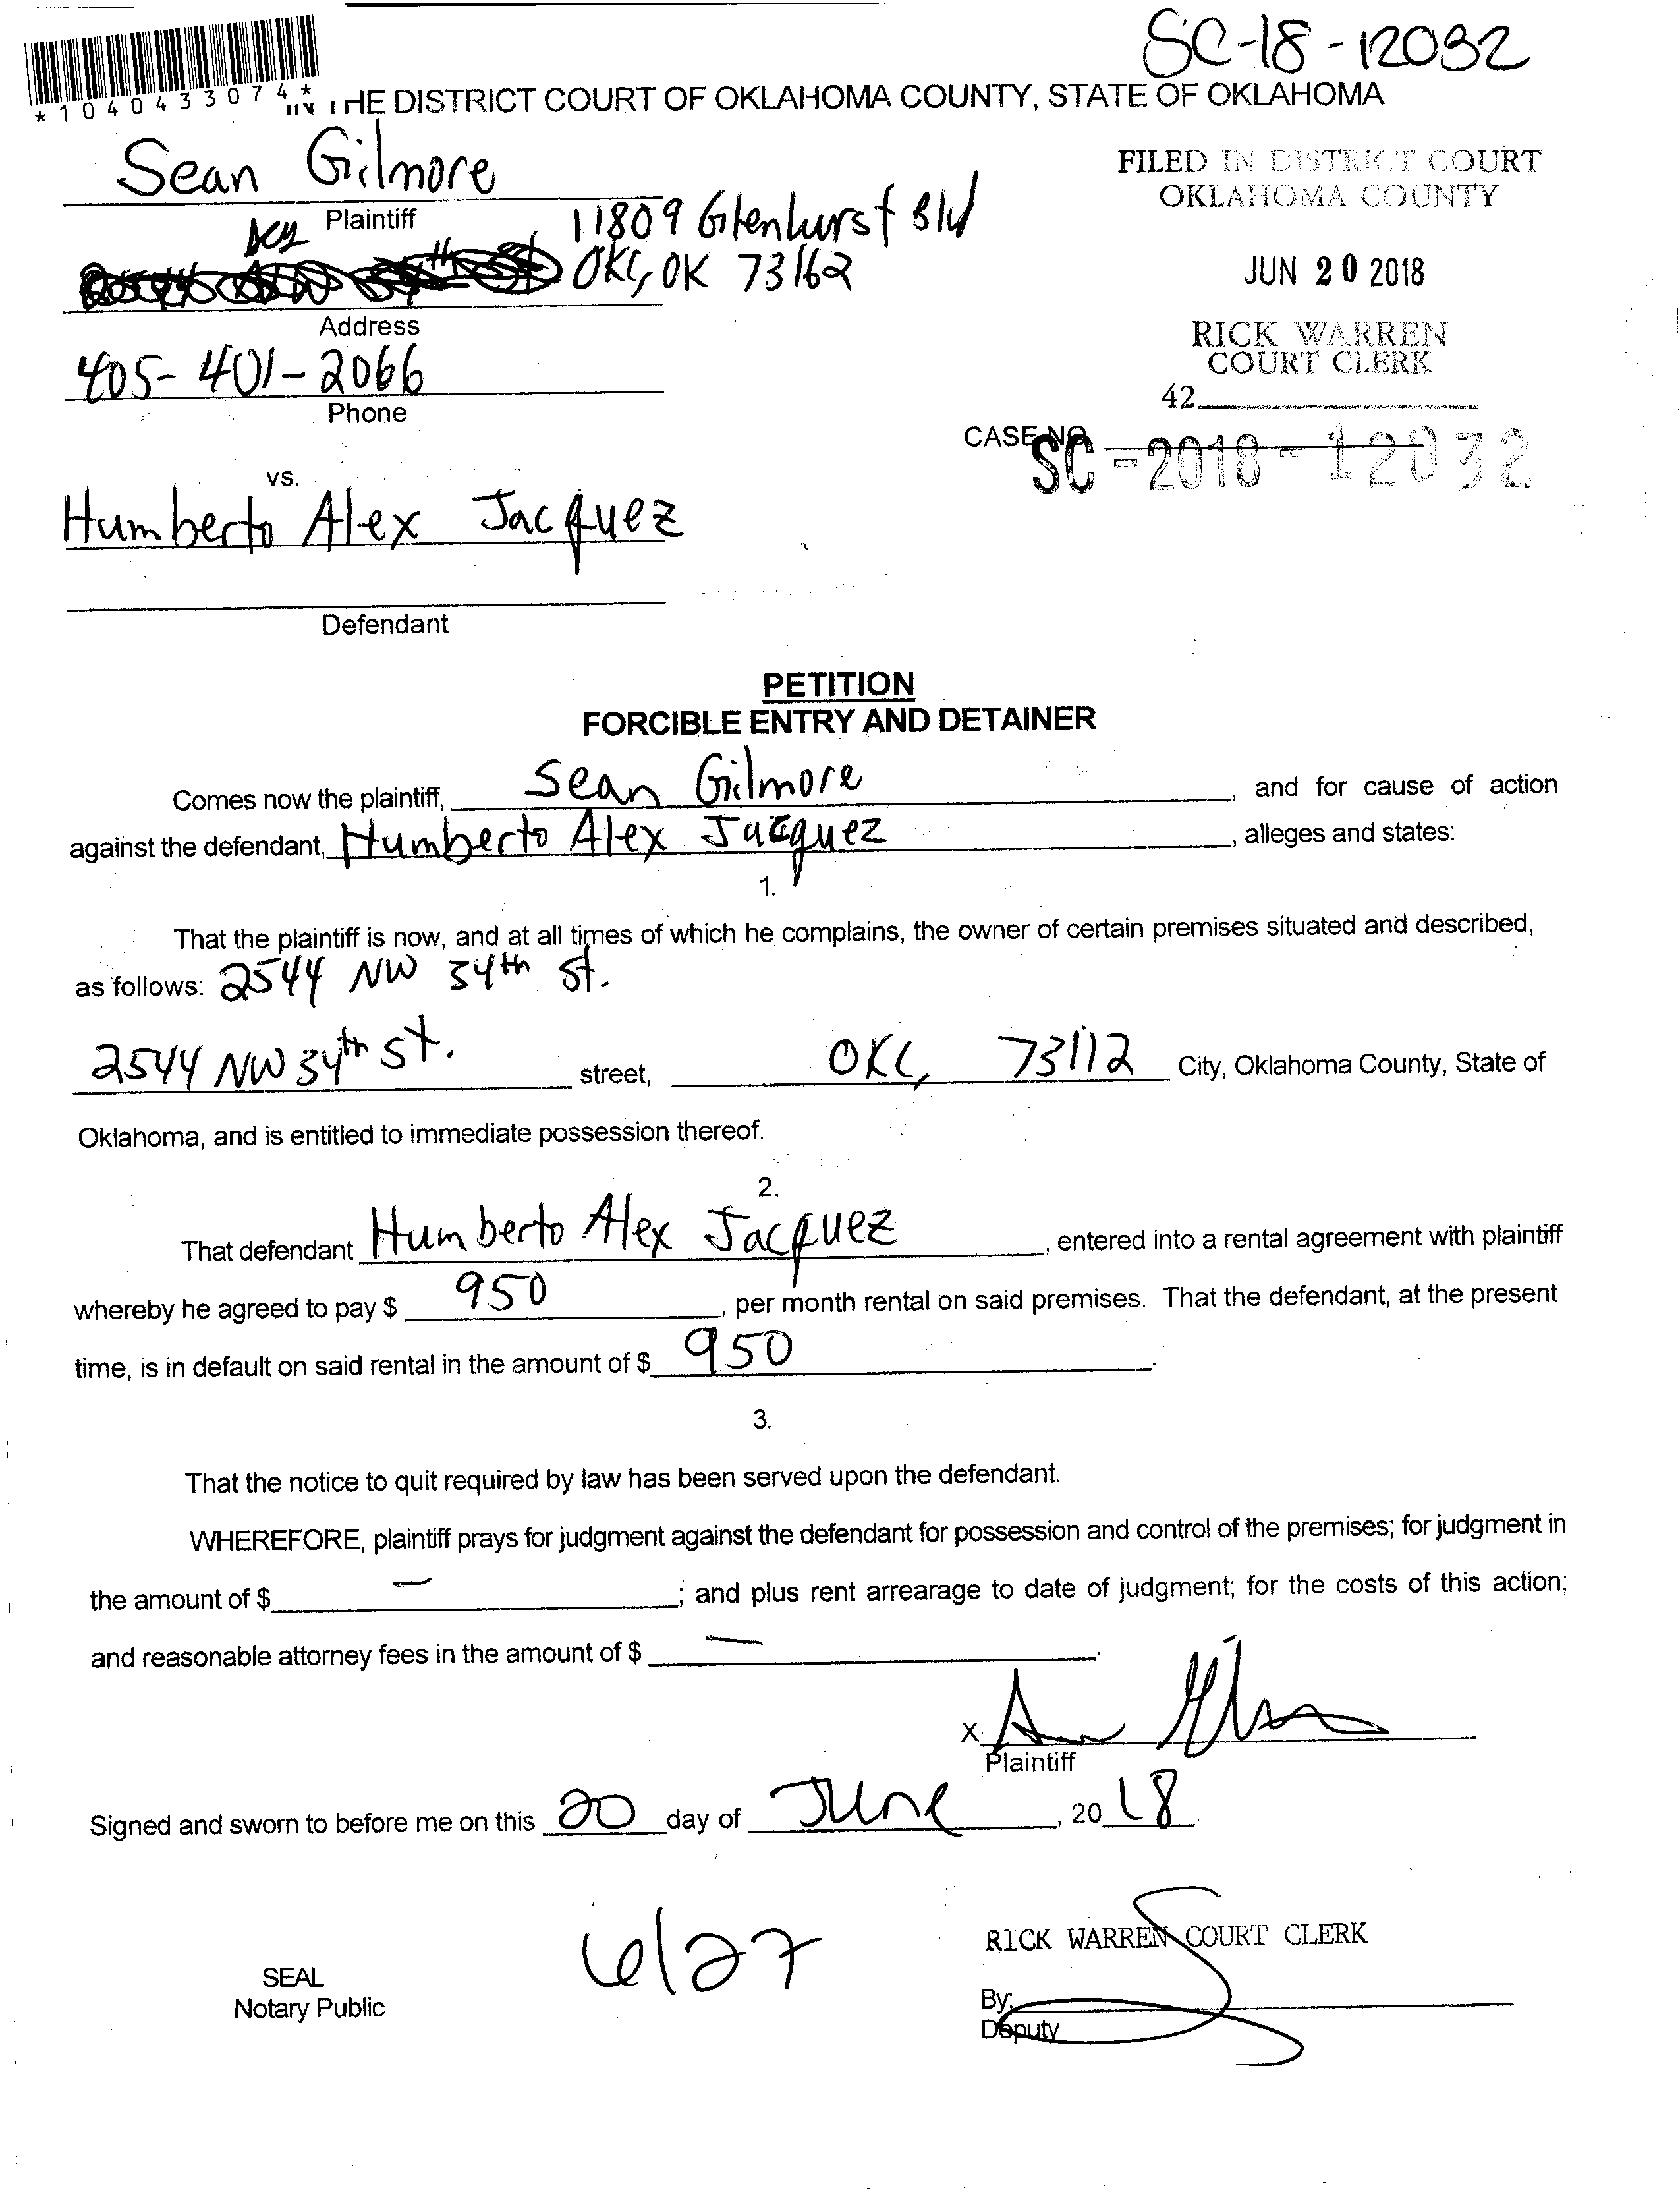 SC-18-12032
*1040433074*
IN THE DISTRICT COURT OF OKLAHOMA COUNTY, STATE OF OKLAHOMA
Sean Gilmore
Plaintiff
11809 Glenhurst Blvd
OKC, OK 73162
Address
405-401-2066
Phone
FILED IN DISTRICT COURT
OKLAHOMA COUNTY
JUN 20 2018
RICK WARREN
COURT CLERK
42
CASE NO.
SC-2018-12032
vs.
Humberto Alex Jacquez
Defendant
PETITION
FORCIBLE ENTRY AND DETAINER
Comes now the plaintiff, Sean Gilmore, and for cause of action
against the defendant, Humberto Alex Jacquez, alleges and states:
1.
That the plaintiff is now, and at all times of which he complains, the owner of certain premises situated and described,
as follows: 2544 NW 34th St.
2544 NW 34th St. street, OKC, 73112 City, Oklahoma County, State of
Oklahoma, and is entitled to immediate possession thereof.
2.
That defendant Humberto Alex Jacquez, entered into a rental agreement with plaintiff
whereby he agreed to pay $ 950, per month rental on said premises. That the defendant, at the present
time, is in default on said rental in the amount of $ 950.
3.
That the notice to quit required by law has been served upon the defendant.
WHEREFORE, plaintiff prays for judgment against the defendant for possession and control of the premises; for judgment in
the amount of $ —; and plus rent arrearage to date of judgment; for the costs of this action;
and reasonable attorney fees in the amount of $ —.
X
Plaintiff
Signed and sworn to before me on this 20 day of June, 2018.
6/27
SEAL
Notary Public
RICK WARREN COURT CLERK
By:
Deputy